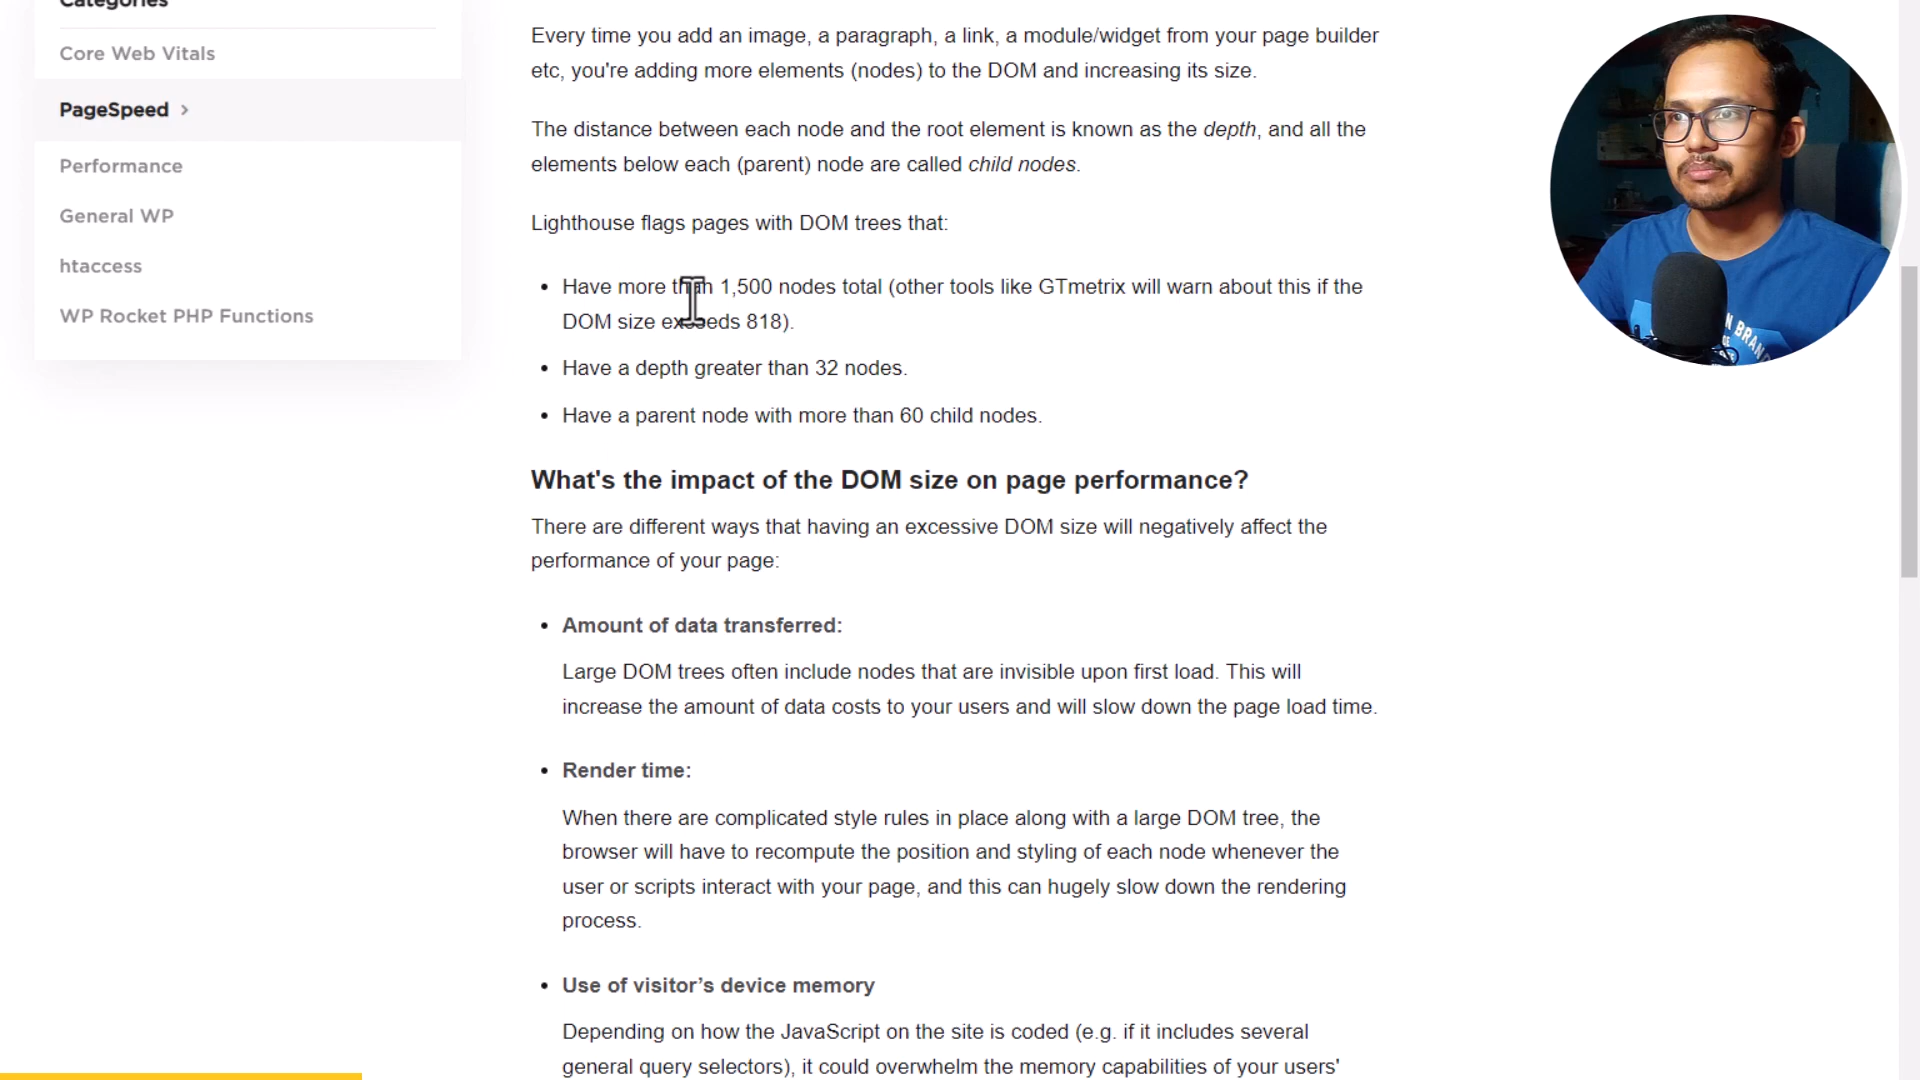 Categories
Core Web Vitals
PageSpeed
Performance
General WP
htaccess
WP Rocket PHP Functions
Every time you add an image, a paragraph, a link, a module/widget from your page builder
etc, you're adding more elements (nodes) to the DOM and increasing its size.
The distance between each node and the root element is known as the depth, and all the
elements below each (parent) node are called child nodes.
Lighthouse flags pages with DOM trees that:
• Have more than 1,500 nodes total (other tools like GTmetrix will warn about this if the
DOM size exceeds 818).
• Have a depth greater than 32 nodes.
• Have a parent node with more than 60 child nodes.
What's the impact of the DOM size on page performance?
There are different ways that having an excessive DOM size will negatively affect the
performance of your page:
• Amount of data transferred:
Large DOM trees often include nodes that are invisible upon first load. This will
increase the amount of data costs to your users and will slow down the page load time.
• Render time:
When there are complicated style rules in place along with a large DOM tree, the
browser will have to recompute the position and styling of each node whenever the
user or scripts interact with your page, and this can hugely slow down the rendering
process.
• Use of visitor’s device memory
Depending on how the JavaScript on the site is coded (e.g. if it includes several
general query selectors), it could overwhelm the memory capabilities of your users'